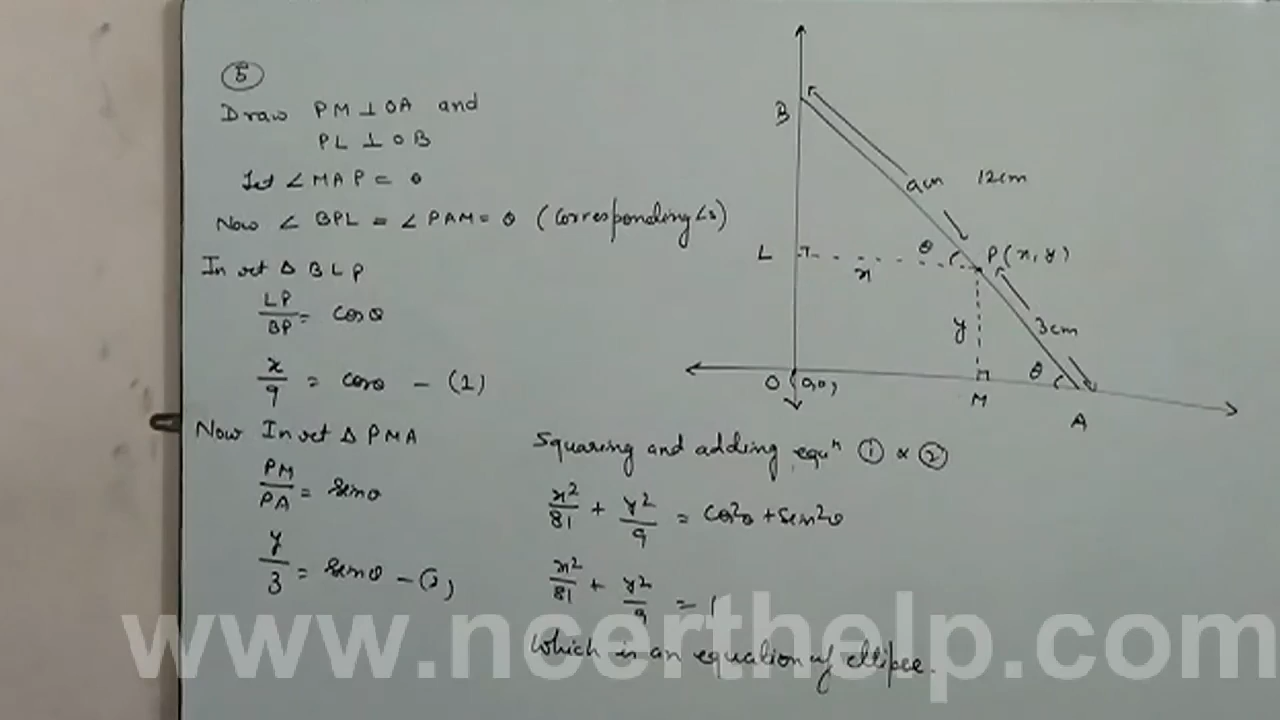 5
Draw PM ⊥ OA and
PL ⊥ OB
Let ∠MAP = θ
Now ∠BPL = ∠PAM = θ (Corresponding ∠s)
In rt Δ BLP
LP/BP = cosθ
x/9 = cosθ - (1)
Now In rt Δ PMA
PM/PA = sinθ
y/3 = sinθ - (2)
B
9cm 12cm
L
θ P(x, y)
x
y
3cm
O (0,0)
M
θ
A
Squaring and adding equⁿ ① & ②
x²/81 + y²/9 = cos²θ + sin²θ
x²/81 + y²/9 = 1
Which is an equation of ellipse.
www.ncerthelp.com